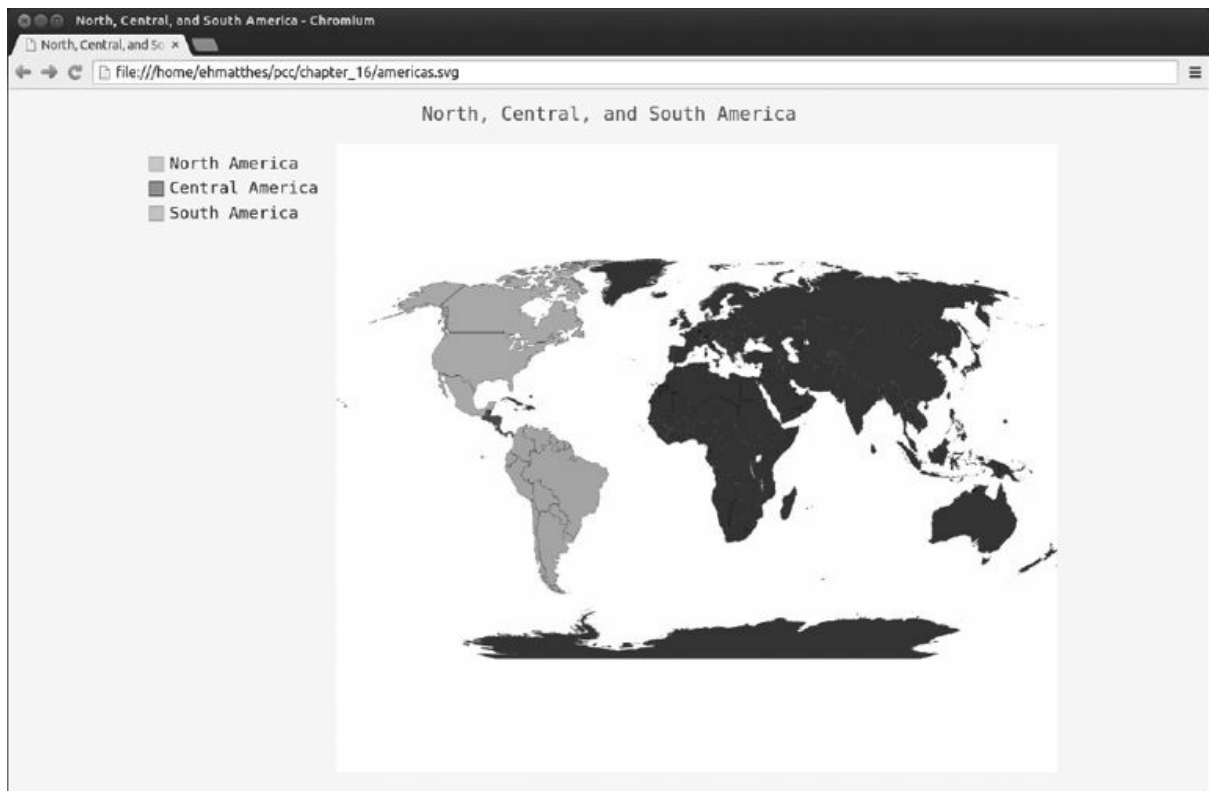 North, Central, and South America - Chromium
North, Central, and So
file:///home/ehmatthes/pcc/chapter_16/americas.svg
North, Central, and South America
North America
Central America
South America